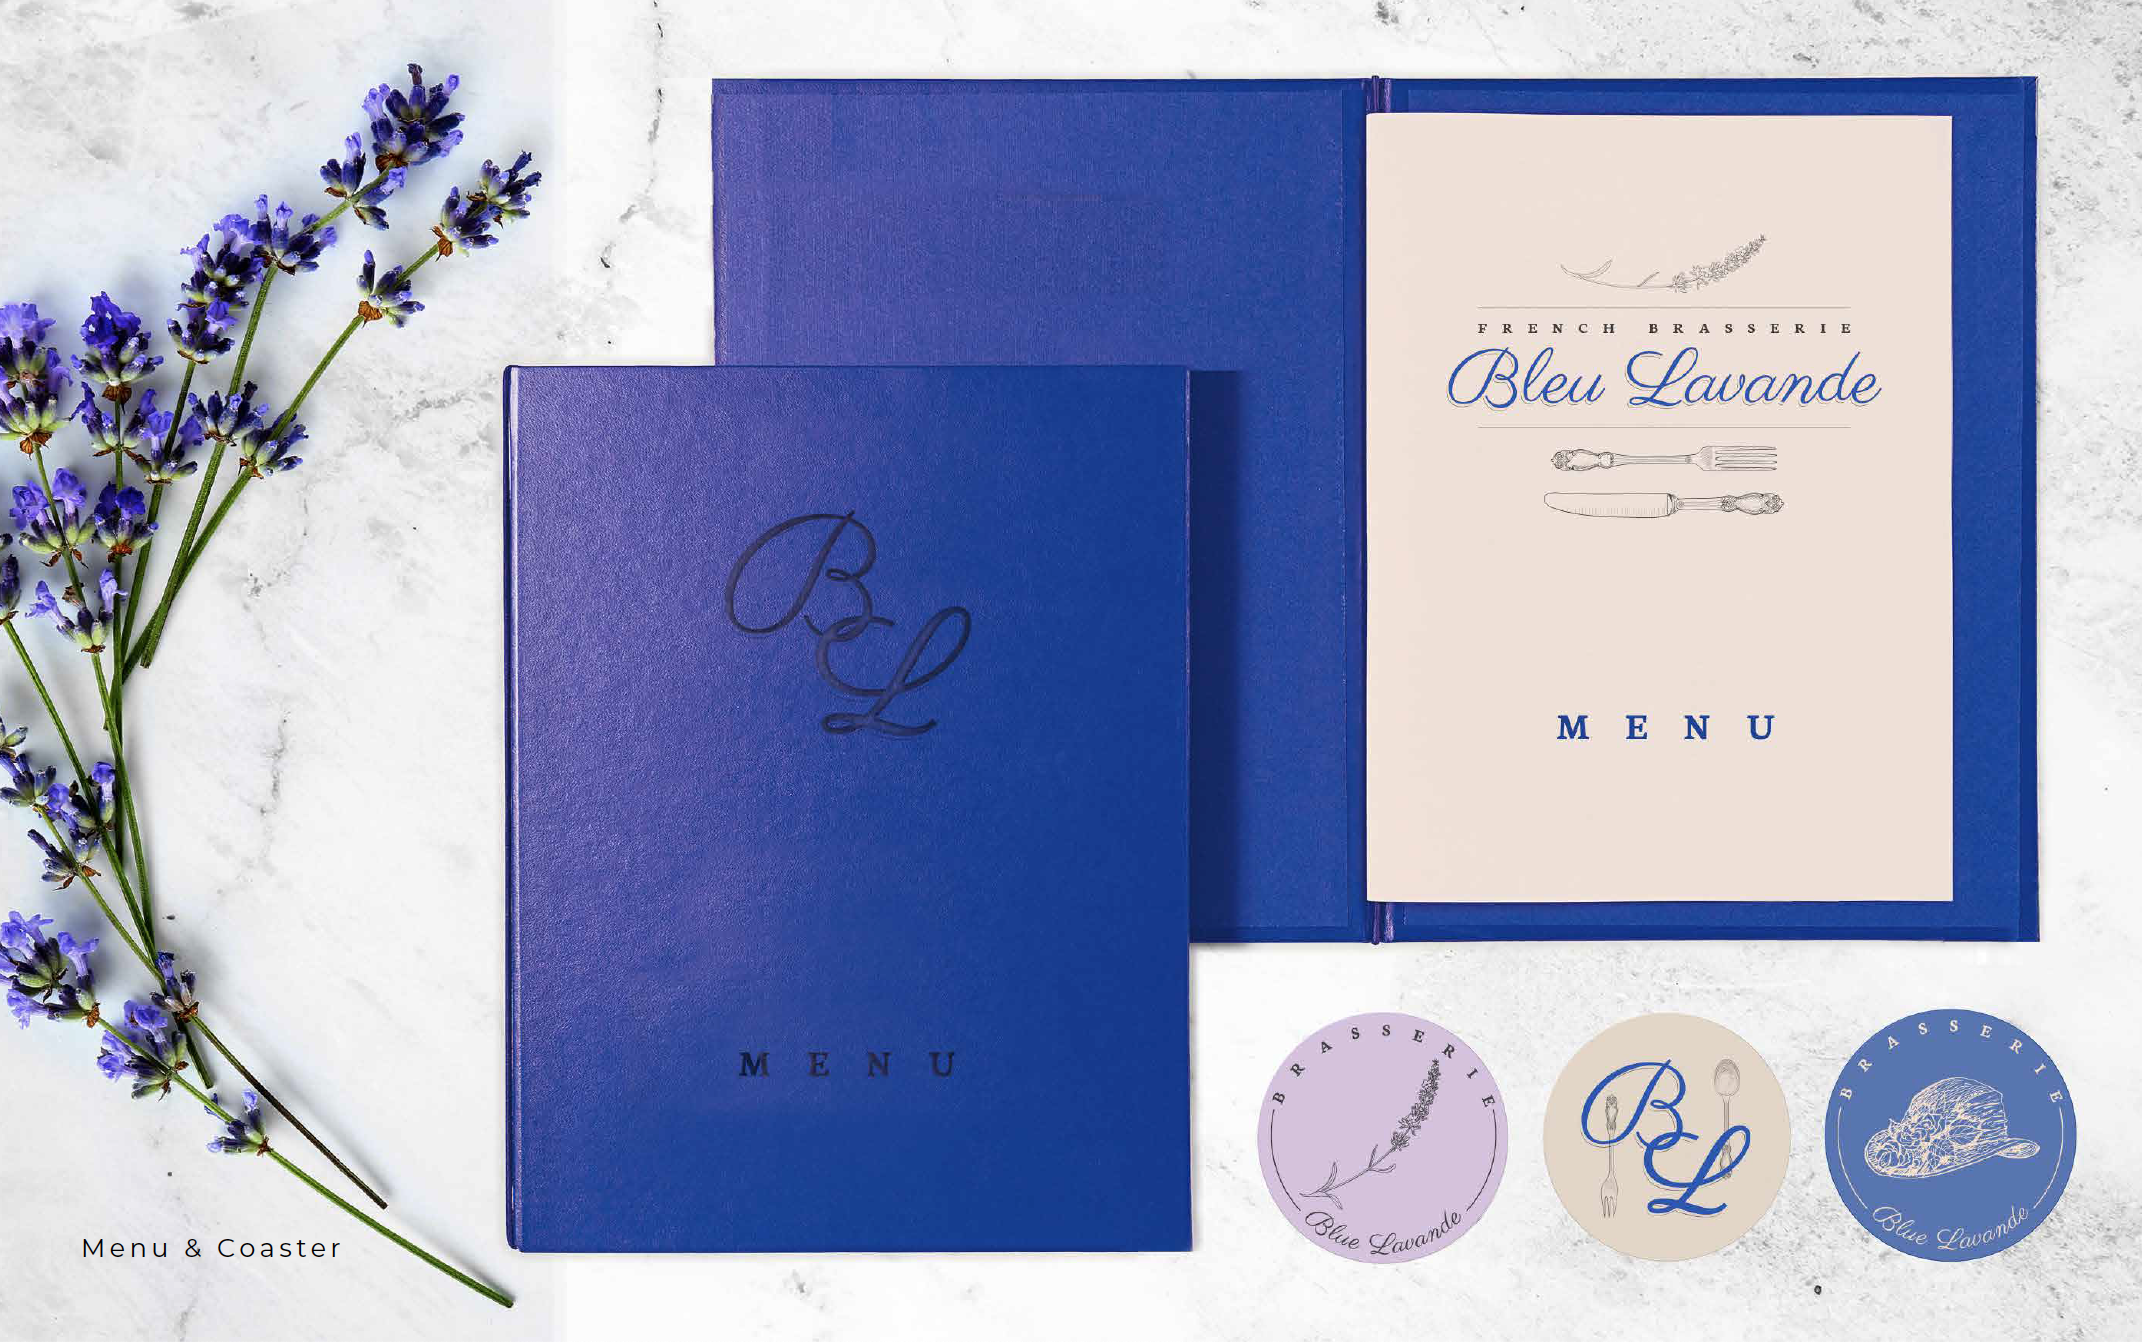 FRENCH BRASSERIE
Bleu Lavande
MENU
BL
MENU
BRASSERIE
Blue Lavande
BL
BRASSERIE
Blue Lavande
Menu & Coaster